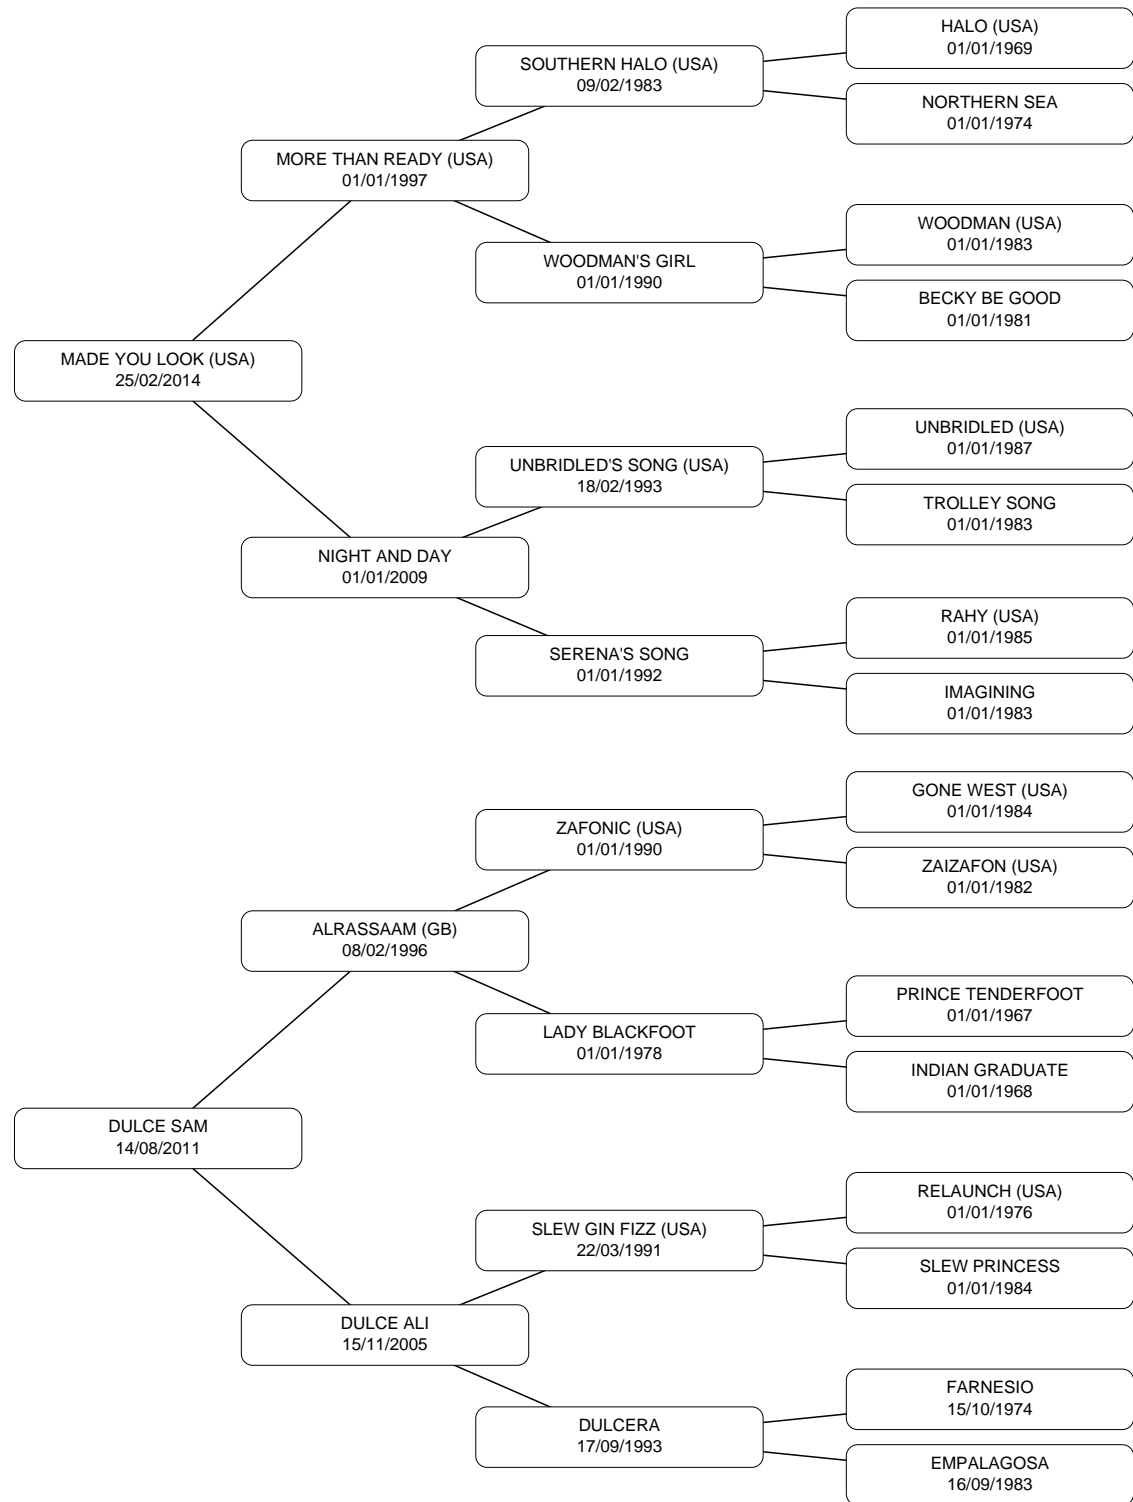 HALO (USA)
01/01/1969
SOUTHERN HALO (USA)
09/02/1983
NORTHERN SEA
01/01/1974
MORE THAN READY (USA)
01/01/1997
WOODMAN (USA)
01/01/1983
WOODMAN'S GIRL
01/01/1990
BECKY BE GOOD
01/01/1981
MADE YOU LOOK (USA)
25/02/2014
UNBRIDLED (USA)
01/01/1987
UNBRIDLED'S SONG (USA)
18/02/1993
TROLLEY SONG
01/01/1983
NIGHT AND DAY
01/01/2009
RAHY (USA)
01/01/1985
SERENA'S SONG
01/01/1992
IMAGINING
01/01/1983
GONE WEST (USA)
01/01/1984
ZAFONIC (USA)
01/01/1990
ZAIZAFON (USA)
01/01/1982
ALRASSAAM (GB)
08/02/1996
PRINCE TENDERFOOT
01/01/1967
LADY BLACKFOOT
01/01/1978
INDIAN GRADUATE
01/01/1968
DULCE SAM
14/08/2011
RELAUNCH (USA)
01/01/1976
SLEW GIN FIZZ (USA)
22/03/1991
SLEW PRINCESS
01/01/1984
DULCE ALI
15/11/2005
FARNESIO
15/10/1974
DULCERA
17/09/1993
EMPALAGOSA
16/09/1983